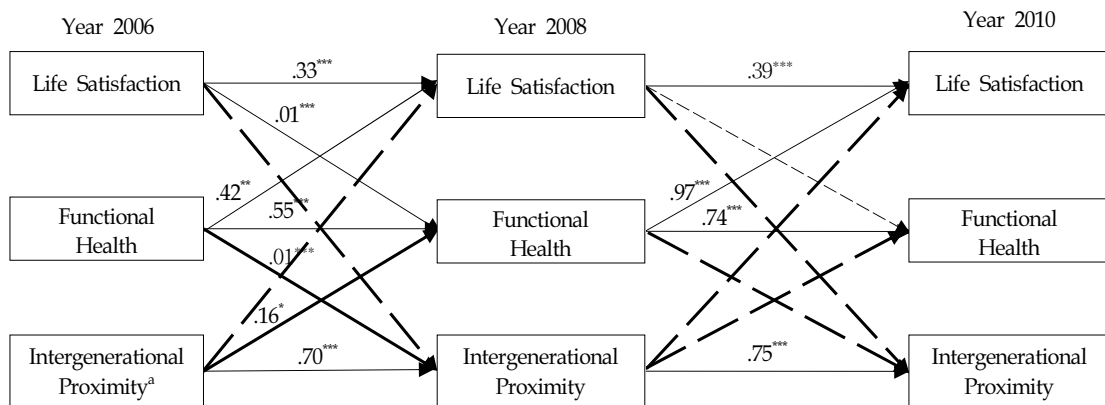 Year 2006
Year 2008
Year 2010
Life Satisfaction
.33***
Life Satisfaction
.39***
Life Satisfaction
.01***
.42**
Functional
Health
.55***
Functional
Health
.97***
.74***
Functional
Health
.01***
.16*
Intergenerational
Proximityª
.70***
Intergenerational
Proximity
.75***
Intergenerational
Proximity